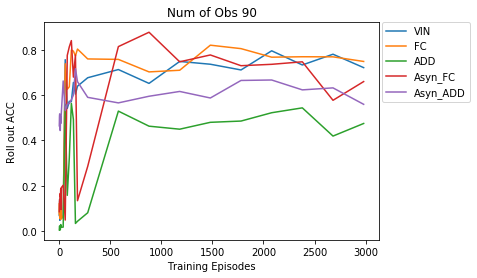 Num of Obs 90
Roll out ACC
0.8
0.6
0.4
0.2
0.0
0
500
1000
1500
2000
2500
3000
Training Episodes
VIN
FC
ADD
Asyn_FC
Asyn_ADD